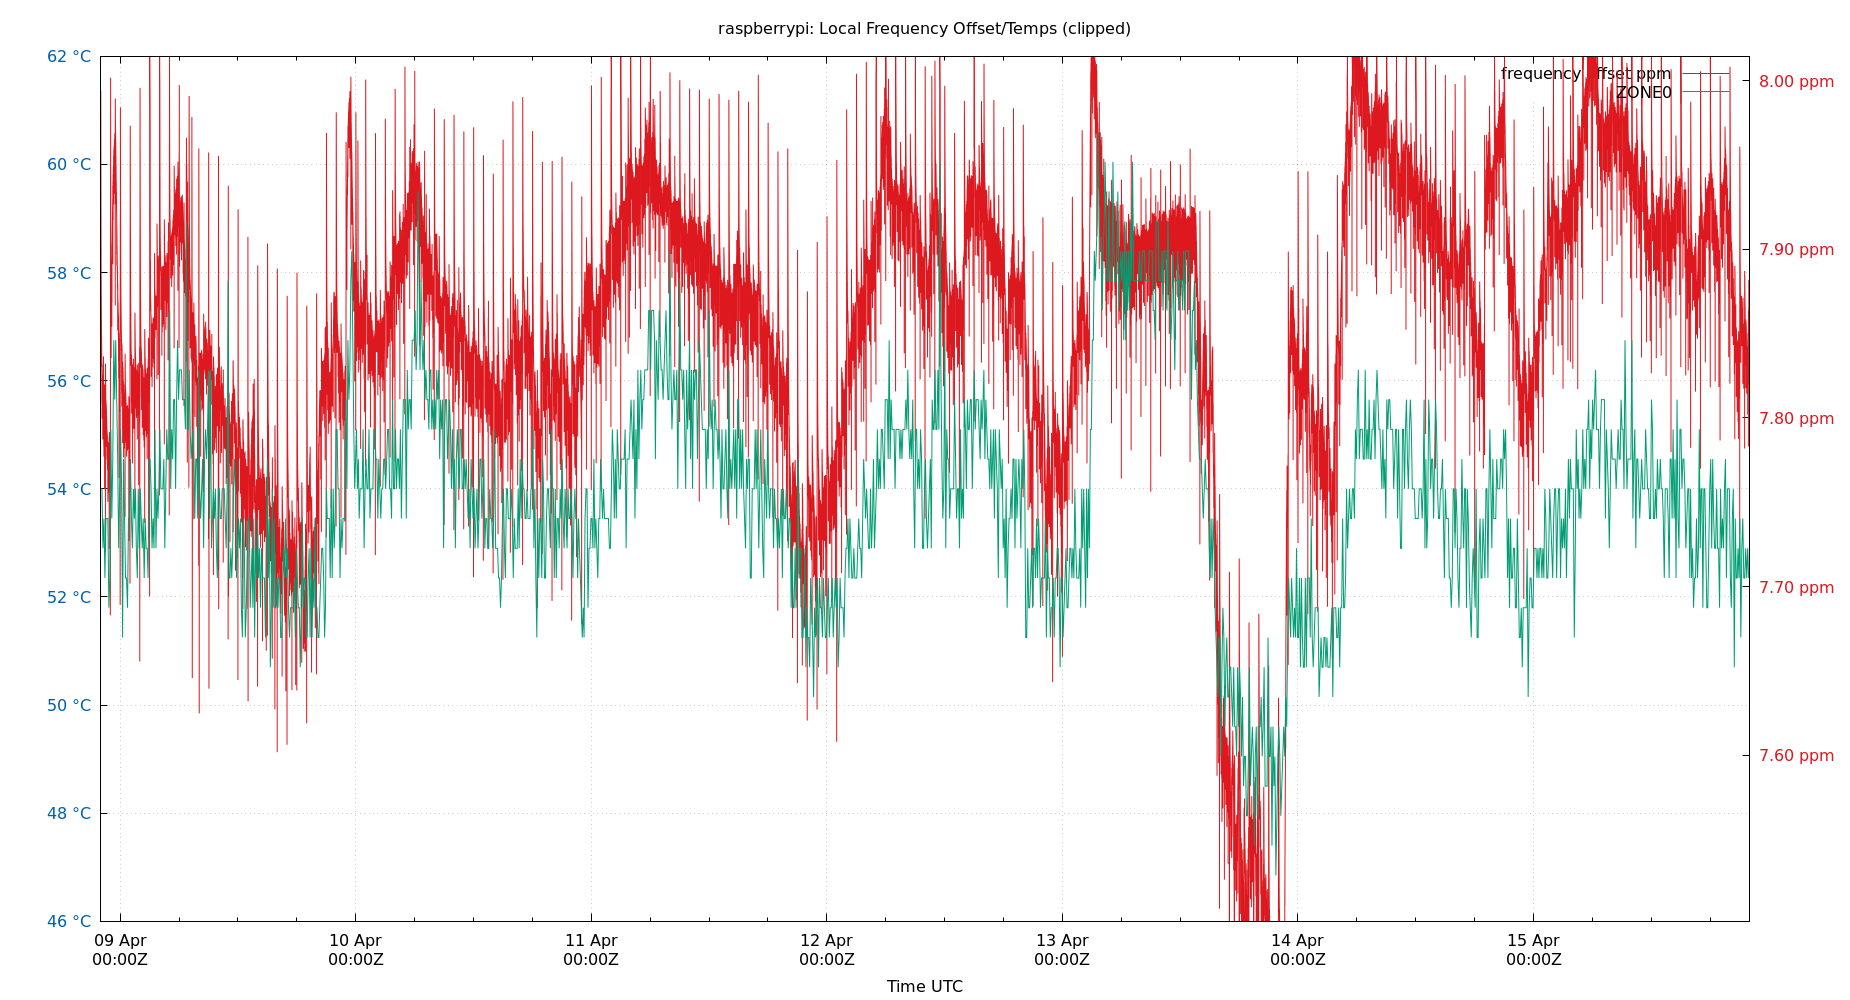 raspberrypi: Local Frequency Offset/Temps (clipped)
62 °C
60 °C
58 °C
56 °C
54 °C
52 °C
50 °C
48 °C
46 °C
frequency offset ppm
ZONE0
8.00 ppm
7.90 ppm
7.80 ppm
7.70 ppm
7.60 ppm
09 Apr
00:00Z
10 Apr
00:00Z
11 Apr
00:00Z
12 Apr
00:00Z
13 Apr
00:00Z
14 Apr
00:00Z
15 Apr
00:00Z
Time UTC